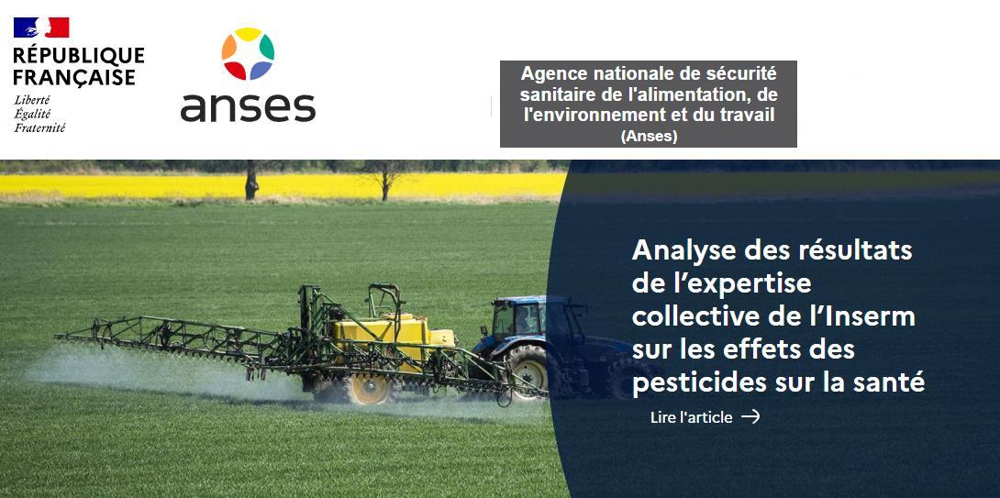 RÉPUBLIQUE
FRANÇAISE
Liberté
Égalité
Fraternité
anses
Agence nationale de sécurité
sanitaire de l'alimentation, de
l'environnement et du travail
(Anses)
Analyse des résultats
de l’expertise
collective de l’Inserm
sur les effets des
pesticides sur la santé
Lire l'article →